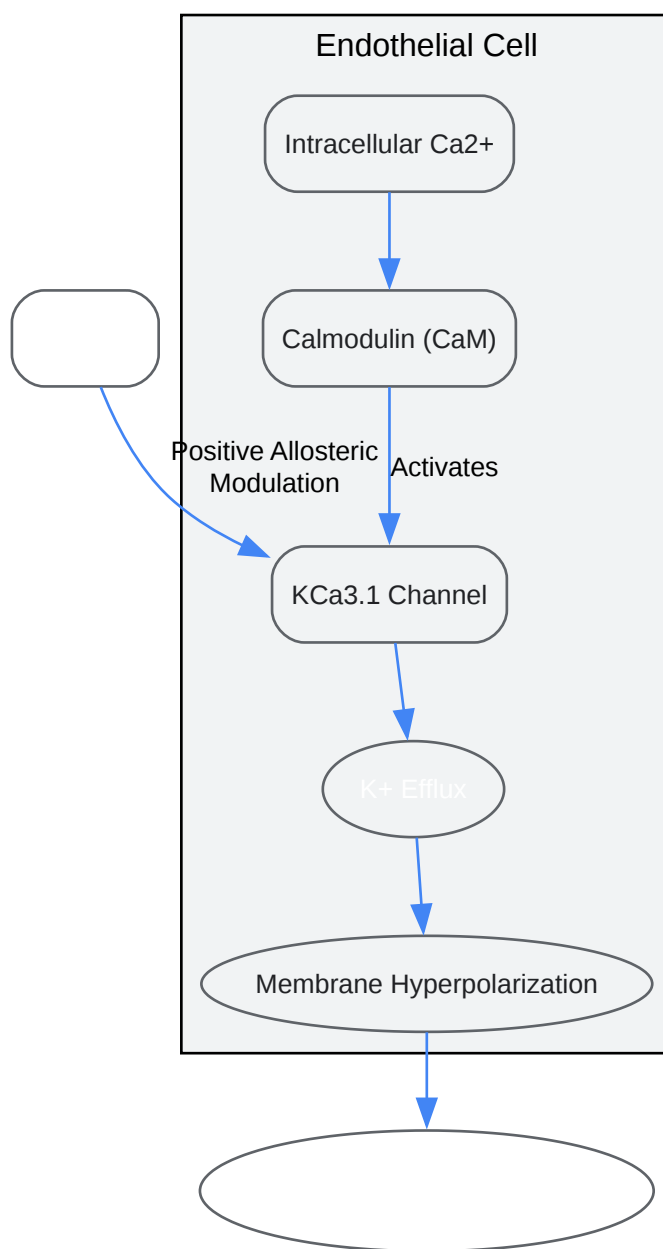 Endothelial Cell
Intracellular Ca2+
Calmodulin (CaM)
Positive Allosteric
Modulation
Activates
KCa3.1 Channel
K+ Efflux
Membrane Hyperpolarization